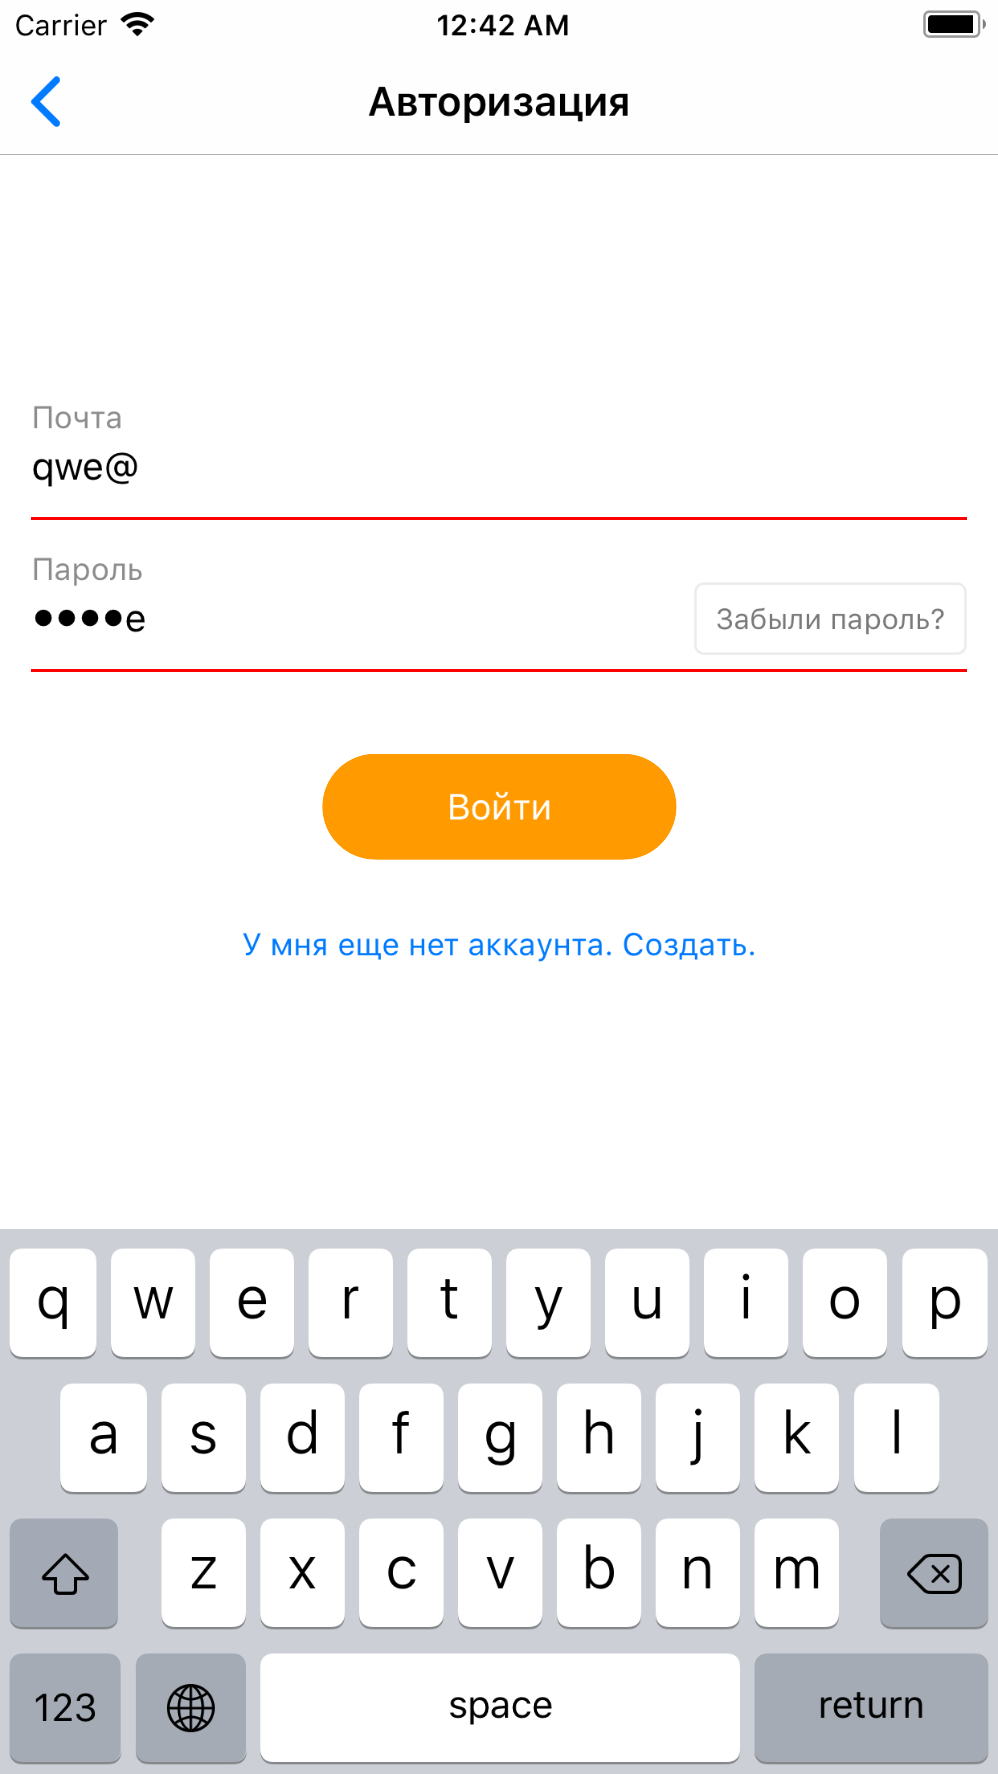 Carrier 12:42 AM
Авторизация
Почта
qwe@
Пароль
••••e Забыли пароль?
Войти
У мня еще нет аккаунта. Создать.
q w e r t y u i o p
a s d f g h j k l
z x c v b n m
123 space return